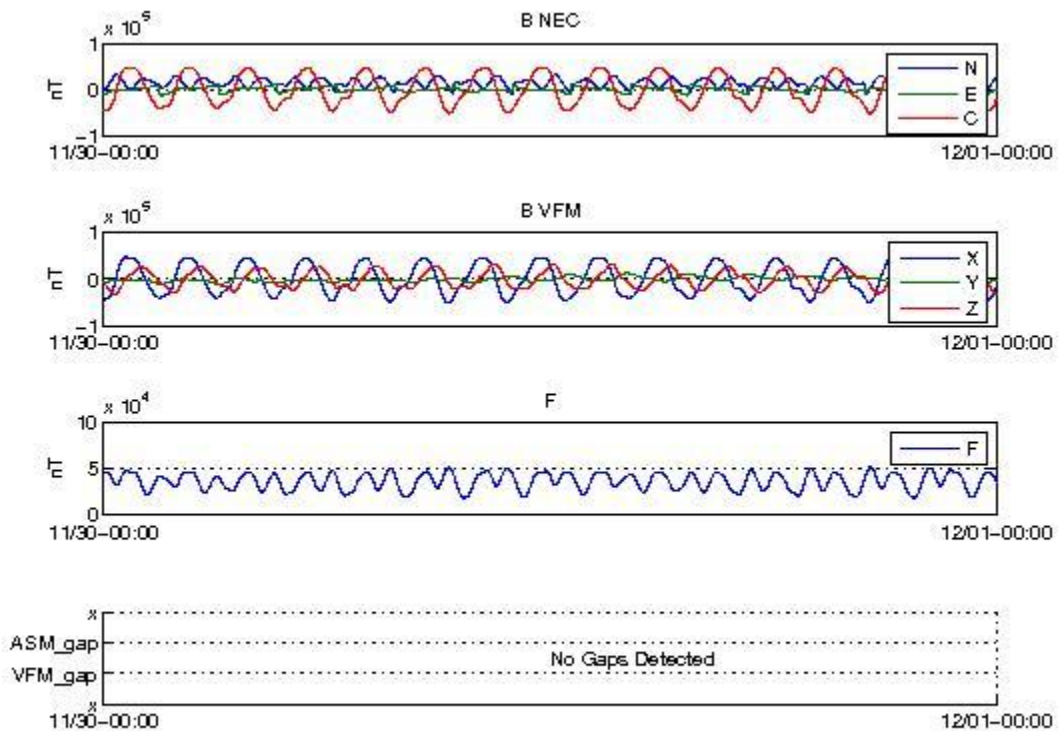 B NEC
x 10^5
1
0
−1
nT
N
E
C
11/30−00:00
12/01−00:00
B VFM
x 10^5
1
0
−1
nT
X
Y
Z
11/30−00:00
12/01−00:00
F
x 10^4
10
5
0
nT
F
11/30−00:00
12/01−00:00
x
ASM_gap
VFM_gap
x
No Gaps Detected
11/30−00:00
12/01−00:00